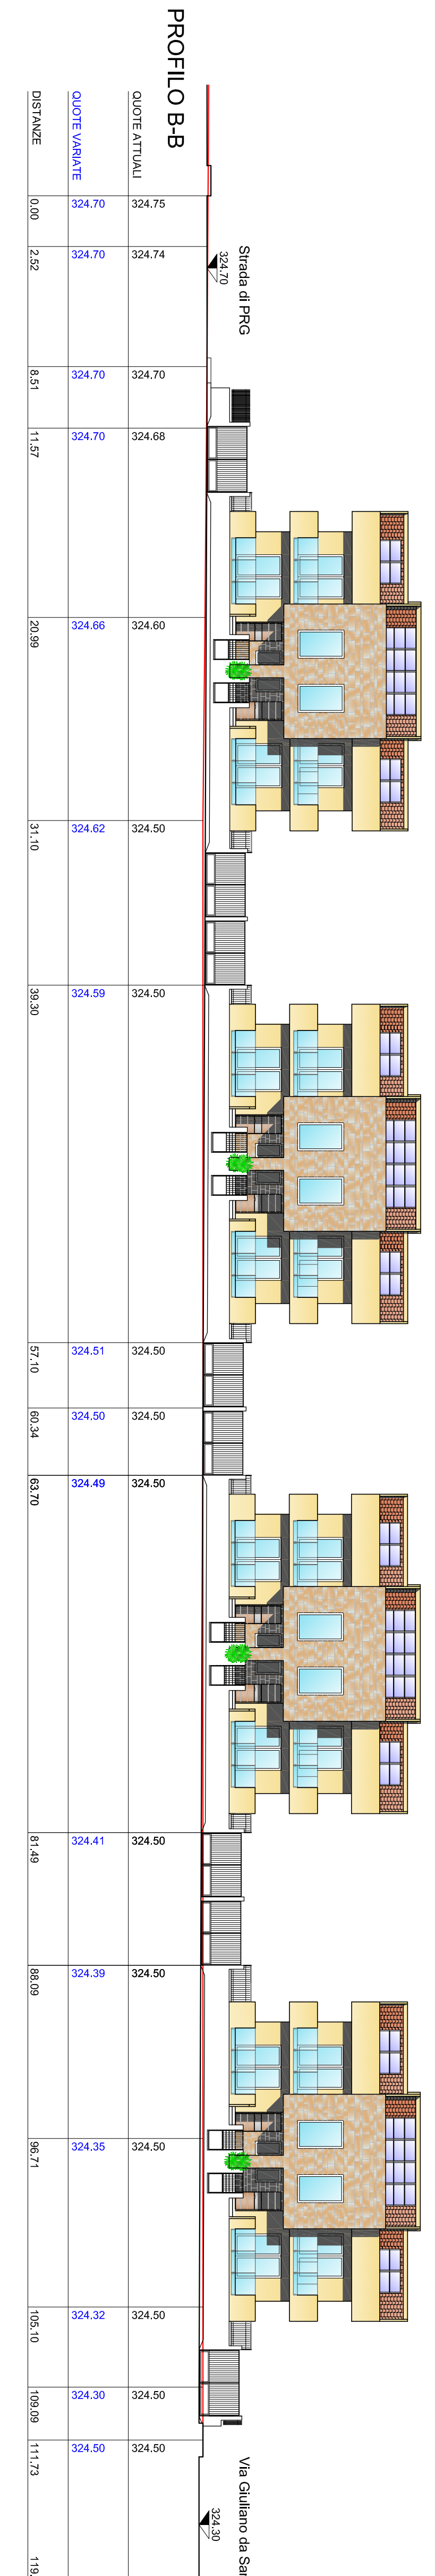 PROFILO B-B
Strada di PRG
324.70
Via Giuliano da
324.30
QUOTE ATTUALI 324.75 324.74 324.70 324.68 324.60 324.50 324.50 324.50 324.50 324.50 324.50 324.50 324.50 324.50 324.50 324.50
QUOTE VARIATE 324.70 324.70 324.70 324.70 324.66 324.62 324.59 324.51 324.50 324.49 324.41 324.39 324.35 324.32 324.30 324.50
DISTANZE 0.00 2.52 8.51 11.57 20.99 31.10 39.30 57.10 60.34 63.70 81.49 88.09 96.71 105.10 109.09 111.73